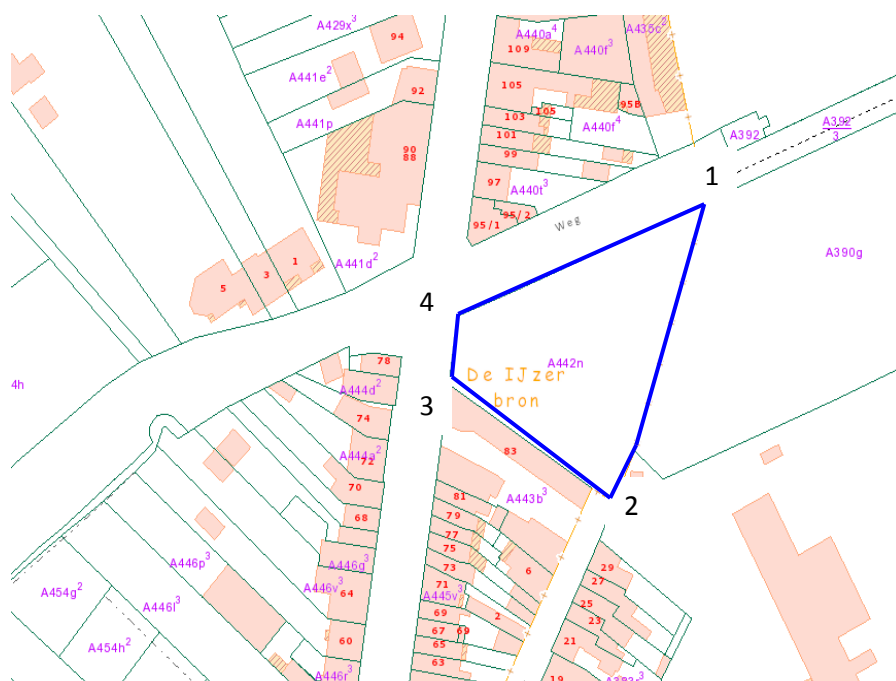 A429x³
94
A441e²
92
A441p
90
88
A441d²
5
3
1
A440a⁴
109
A440f³
A435c²
105
105
95B
103
A440f⁴
101
99
97
A440t³
95/2
95/1
Weg
A392
A392
3
1
A390g
4
A442n
De IJzer
bron
3
2
4h
78
A444d²
74
A444a²
72
70
68
83
A443b³
81
79
77
75
73
71
A445v³
69
67
69
65
63
6
2
29
27
25
23
21
19
A446g³
A446v³
64
60
A446r³
A446p³
A446l³
A454g²
A454h²